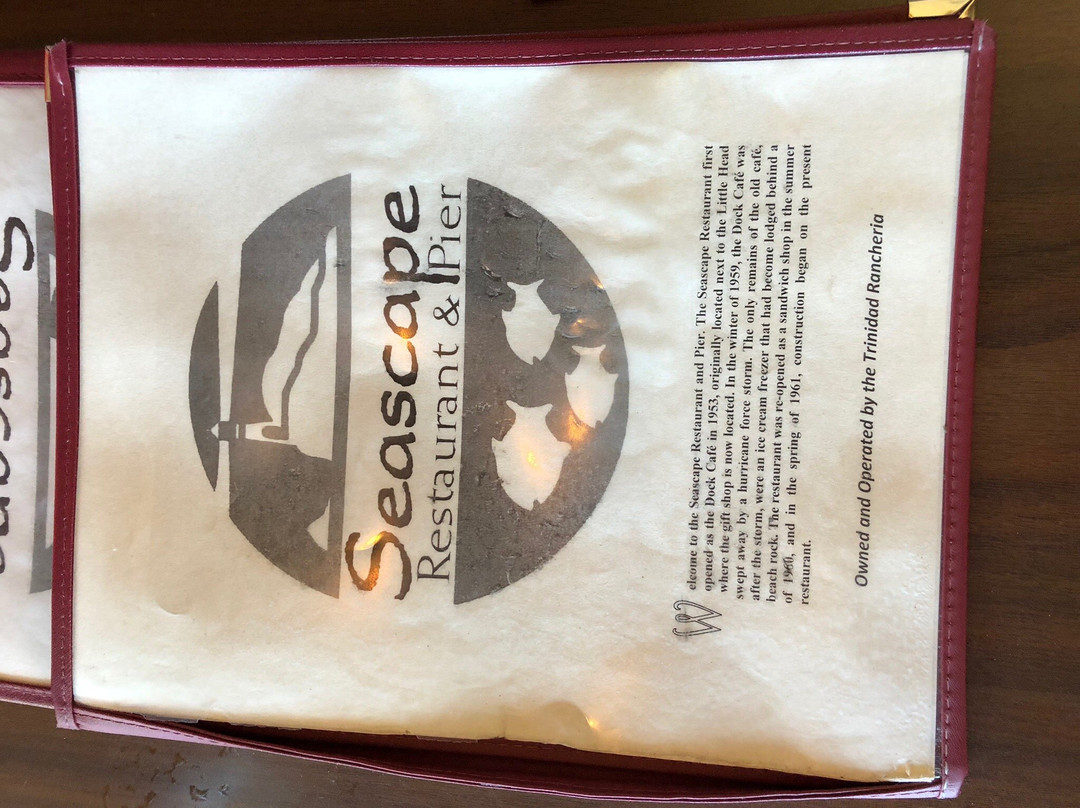 Seascape
Restaurant & Pier
Welcome to the Seascape Restaurant and Pier. The Seascape Restaurant first
opened as the Dock Café in 1953, originally located next to the Little Head
where the gift shop is now located. In the winter of 1959, the Dock Café was
swept away by a hurricane force storm. The only remains of the old café,
after the storm, were an ice cream freezer that had become lodged behind a
beach rock. The restaurant was re-opened as a sandwich shop in the summer
of 1960, and in the spring of 1961, construction began on the present
restaurant.
Owned and Operated by the Trinidad Rancheria